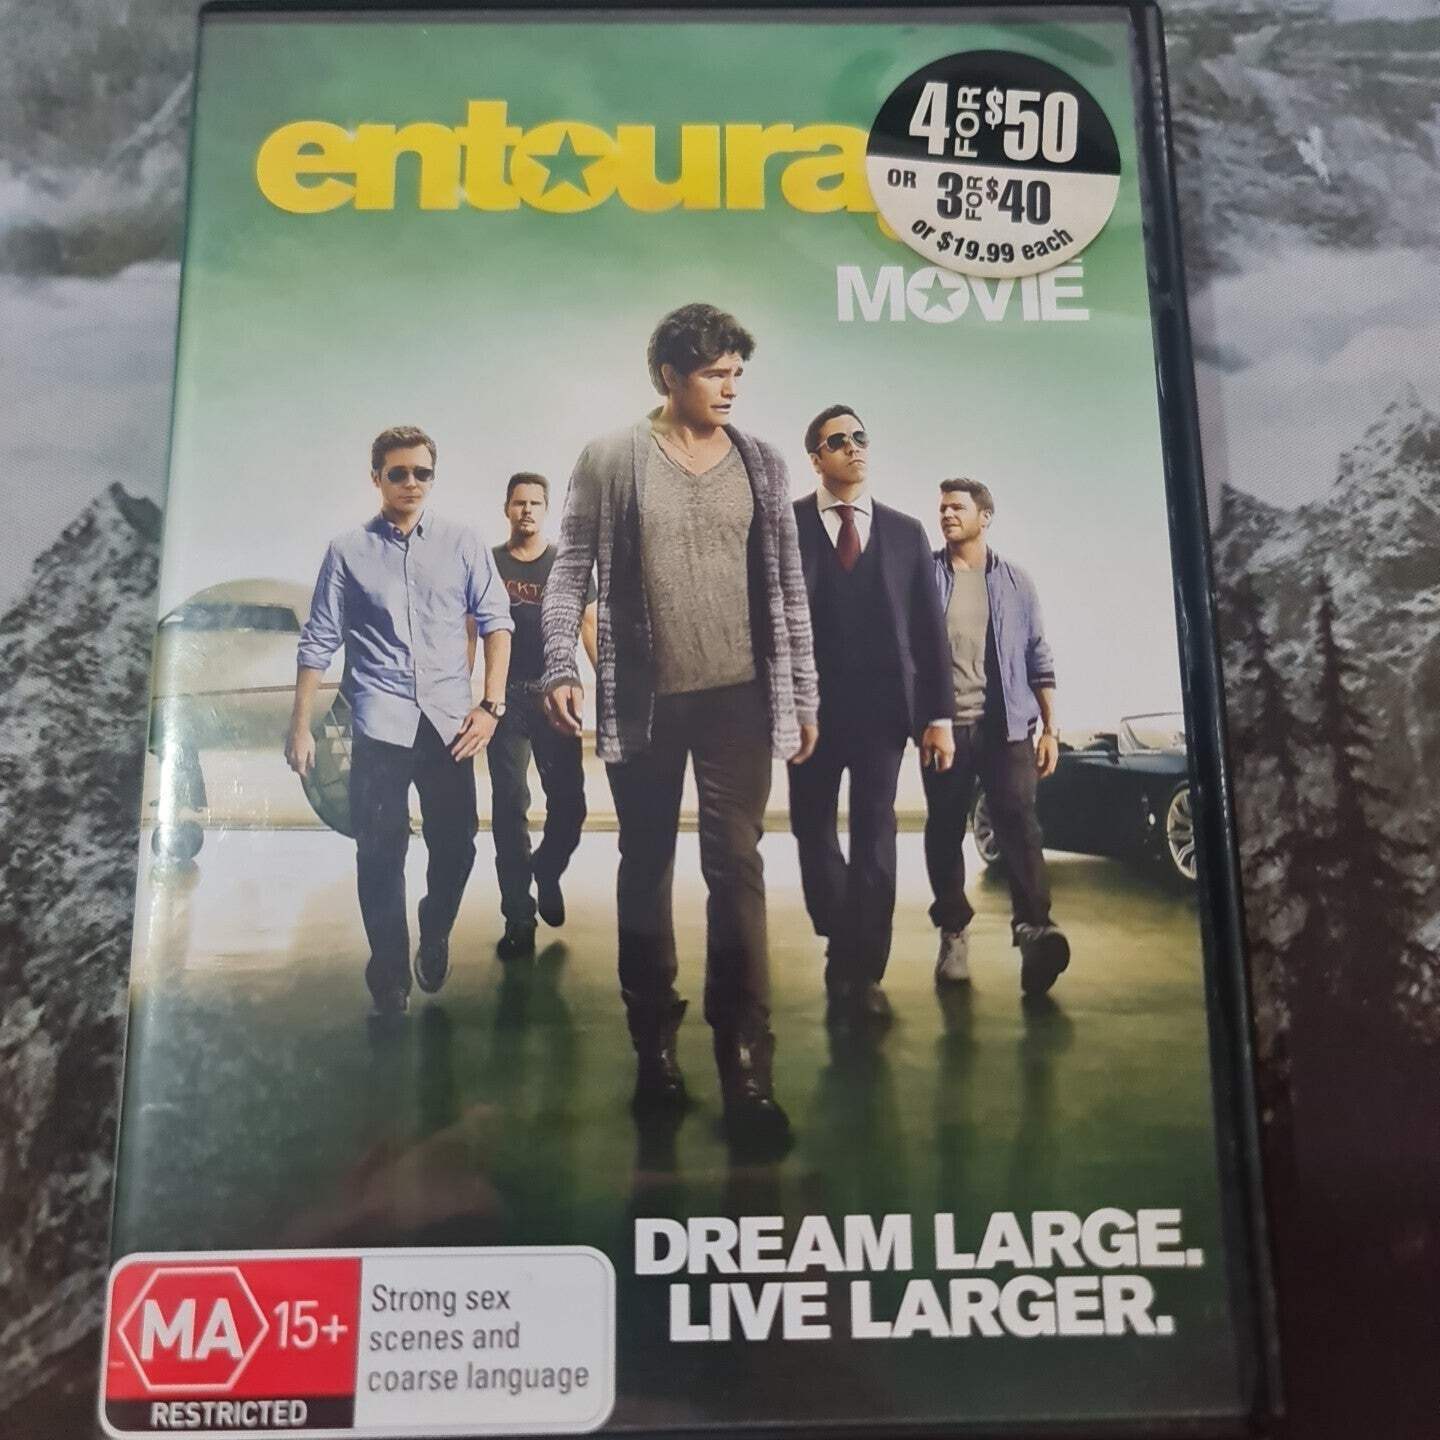 entoura
4 FOR $50
OR 3 FOR $40
or $19.99 each
MOVIE
CKT
DREAM LARGE.
LIVE LARGER.
MA 15+
RESTRICTED
Strong sex
scenes and
coarse language